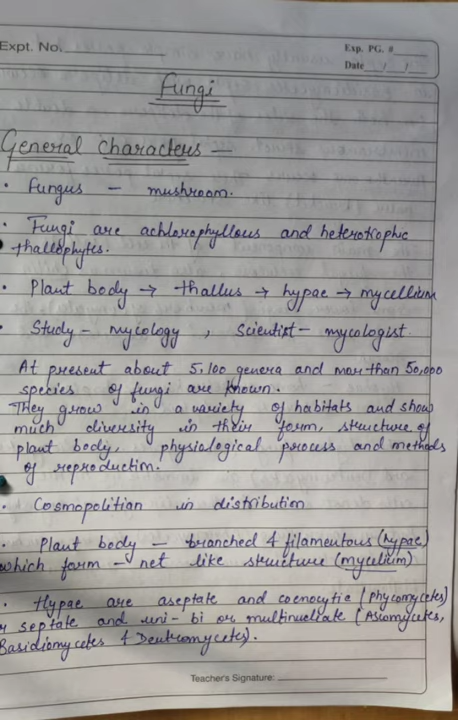 Expt. No.
Exp. PG. #
Date / /
Fungi
General Characters —
• Fungus – mushroom.
• Fungi are achlorophyllous and heterotrophic
thallophytes.
• Plant body → thallus → hypae → mycellium
• Study – mycology , Scientist – mycologist.
At present about 5,100 genera and more than 50,000
species of fungi are known.
They grow in a variety of habitats and show
much diversity in their form, structure of
plant body, physiological process and methods
of reproduction.
• Cosmopolition in distribution
• Plant body – branched & filamentous (hypae)
which form – net like structure (mycelium)
• Hypae are aseptate and coenocytic (Phycomycetes)
or septate and uni- bi or multinucliate (Ascomycetes,
Basidiomycetes & Deutromycetes).
Teacher's Signature: